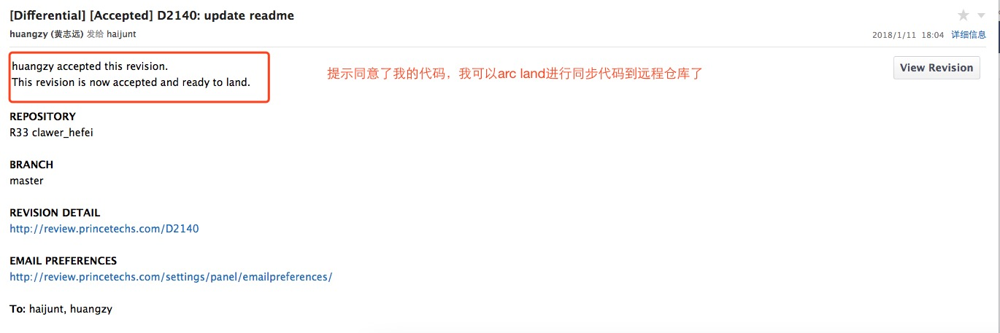 [Differential] [Accepted] D2140: update readme
huangzy (黄志远) 发给 haijunt
2018/1/11 18:04 详细信息
huangzy accepted this revision.
This revision is now accepted and ready to land.
提示同意了我的代码，我可以arc land进行同步代码到远程仓库了
View Revision
REPOSITORY
R33 clawer_hefei
BRANCH
master
REVISION DETAIL
http://review.princetechs.com/D2140
EMAIL PREFERENCES
http://review.princetechs.com/settings/panel/emailpreferences/
To: haijunt, huangzy